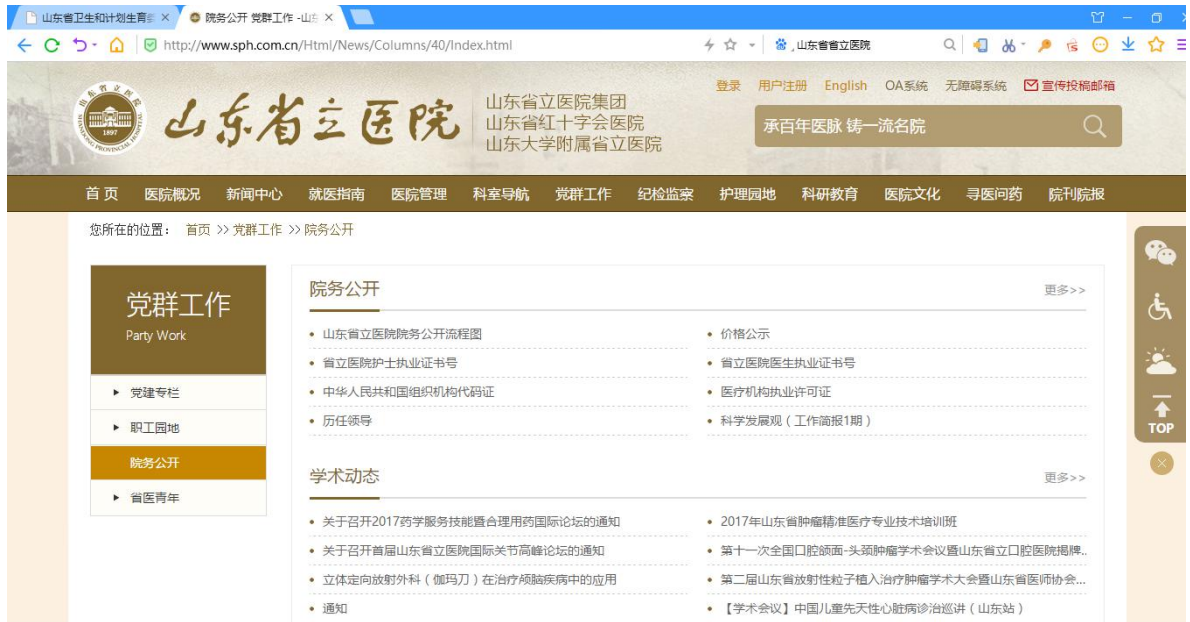 山东省卫生和计划生育
院务公开 党群工作 -山东
http://www.sph.com.cn/Html/News/Columns/40/Index.html
山东省省立医院
登录 用户注册 English OA系统 无障碍系统 宣传投稿邮箱
山东省立医院
山东省立医院集团
山东省红十字会医院
山东大学附属省立医院
1897
承百年医脉 铸一流名院
首页 医院概况 新闻中心 就医指南 医院管理 科室导航 党群工作 纪检监察 护理园地 科研教育 医院文化 寻医问药 院刊院报
您所在的位置： 首页 >> 党群工作 >> 院务公开
党群工作
Party Work
党建专栏
职工园地
院务公开
省医青年
院务公开 更多>>
山东省立医院院务公开流程图 价格公示
省立医院护士执业证书号 省立医院医生执业证书号
中华人民共和国组织机构代码证 医疗机构执业许可证
历任领导 科学发展观（工作简报1期）
学术动态 更多>>
关于召开2017药学服务技能暨合理用药国际论坛的通知 2017年山东省肿瘤精准医疗专业技术培训班
关于召开首届山东省立医院国际关节高峰论坛的通知 第十一次全国口腔颌面-头颈肿瘤学术会议暨山东省立口腔医院揭牌..
立体定向放射外科（伽玛刀）在治疗颅脑疾病中的应用 第二届山东省放射性粒子植入治疗肿瘤学术大会暨山东省医师协会...
通知 【学术会议】中国儿童先天性心脏病诊治巡讲（山东站）
TOP